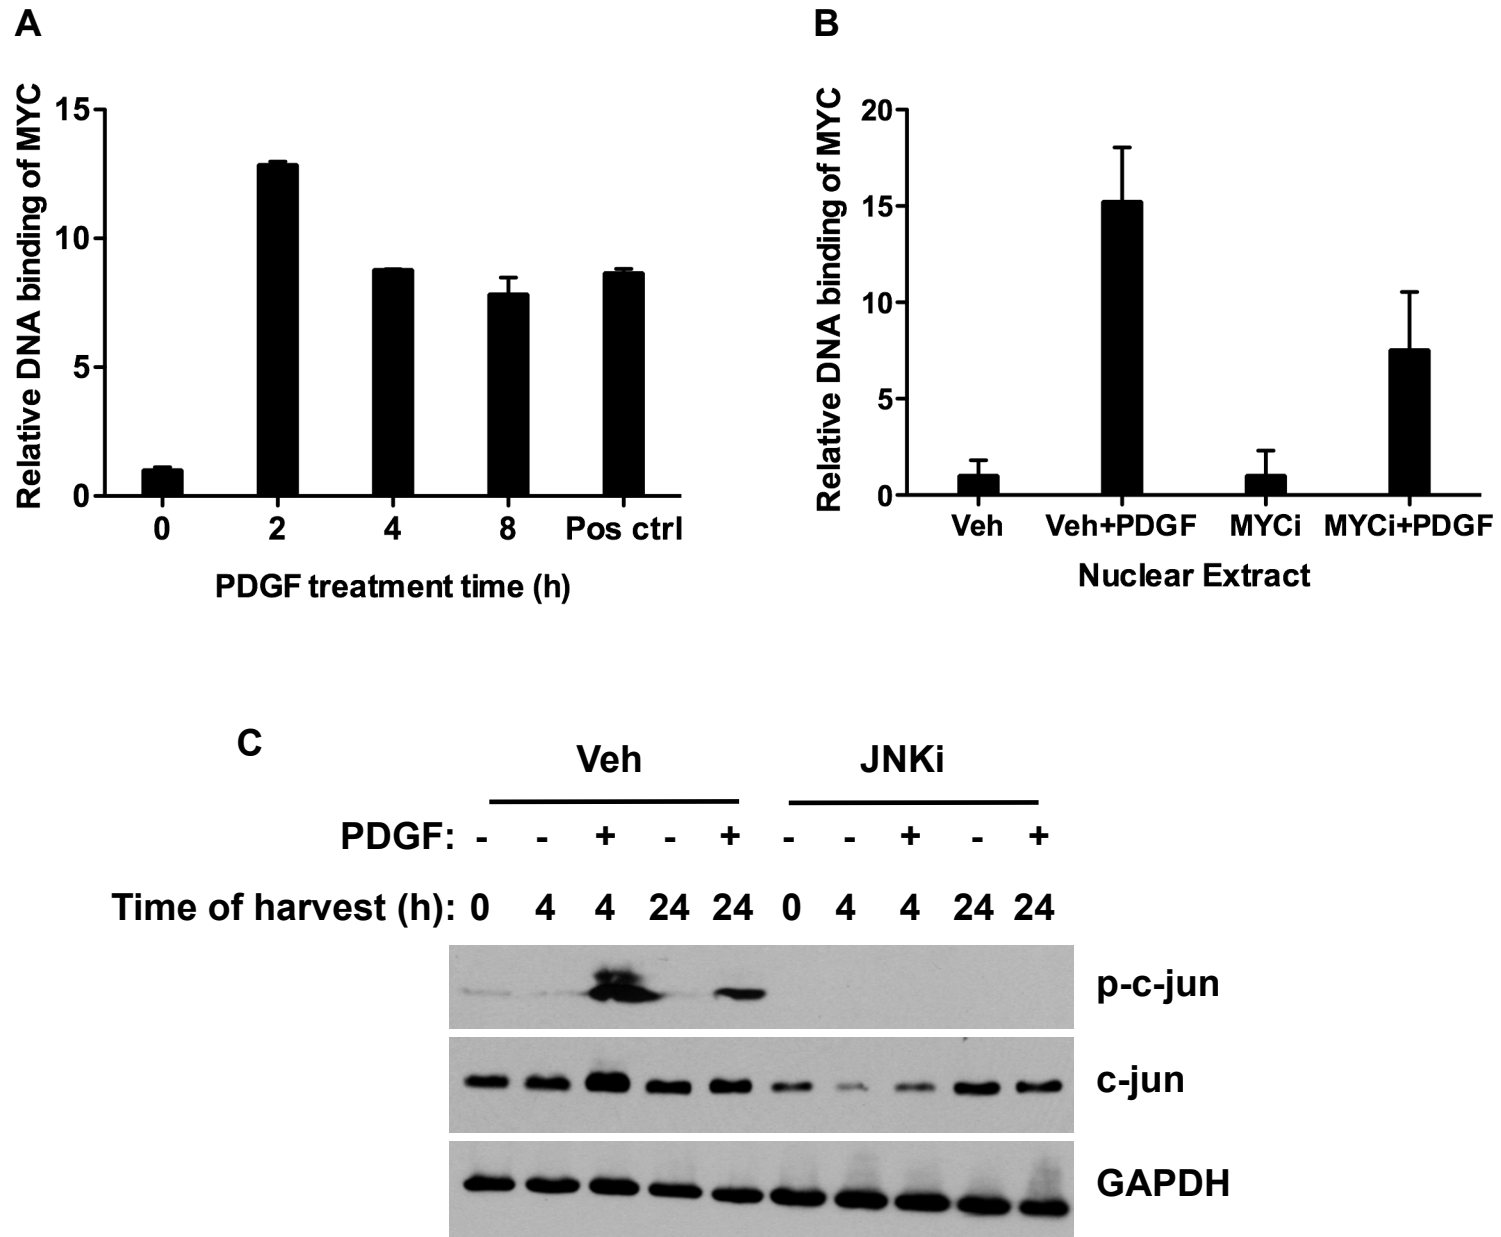 A
Relative DNA binding of MYC
15
10
5
0
0 2 4 8 Pos ctrl
PDGF treatment time (h)
B
Relative DNA binding of MYC
20
15
10
5
0
Veh Veh+PDGF MYCi MYCi+PDGF
Nuclear Extract
C
Veh JNKi
PDGF: - - + - + - - + - +
Time of harvest (h): 0 4 4 24 24 0 4 4 24 24
p-c-jun
c-jun
GAPDH